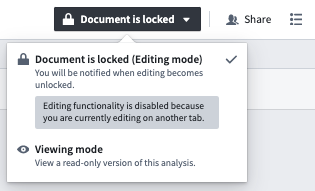 Document is locked
Share
Document is locked (Editing mode)
You will be notified when editing becomes
unlocked.
Editing functionality is disabled because
you are currently editing on another tab.
Viewing mode
View a read-only version of this analysis.